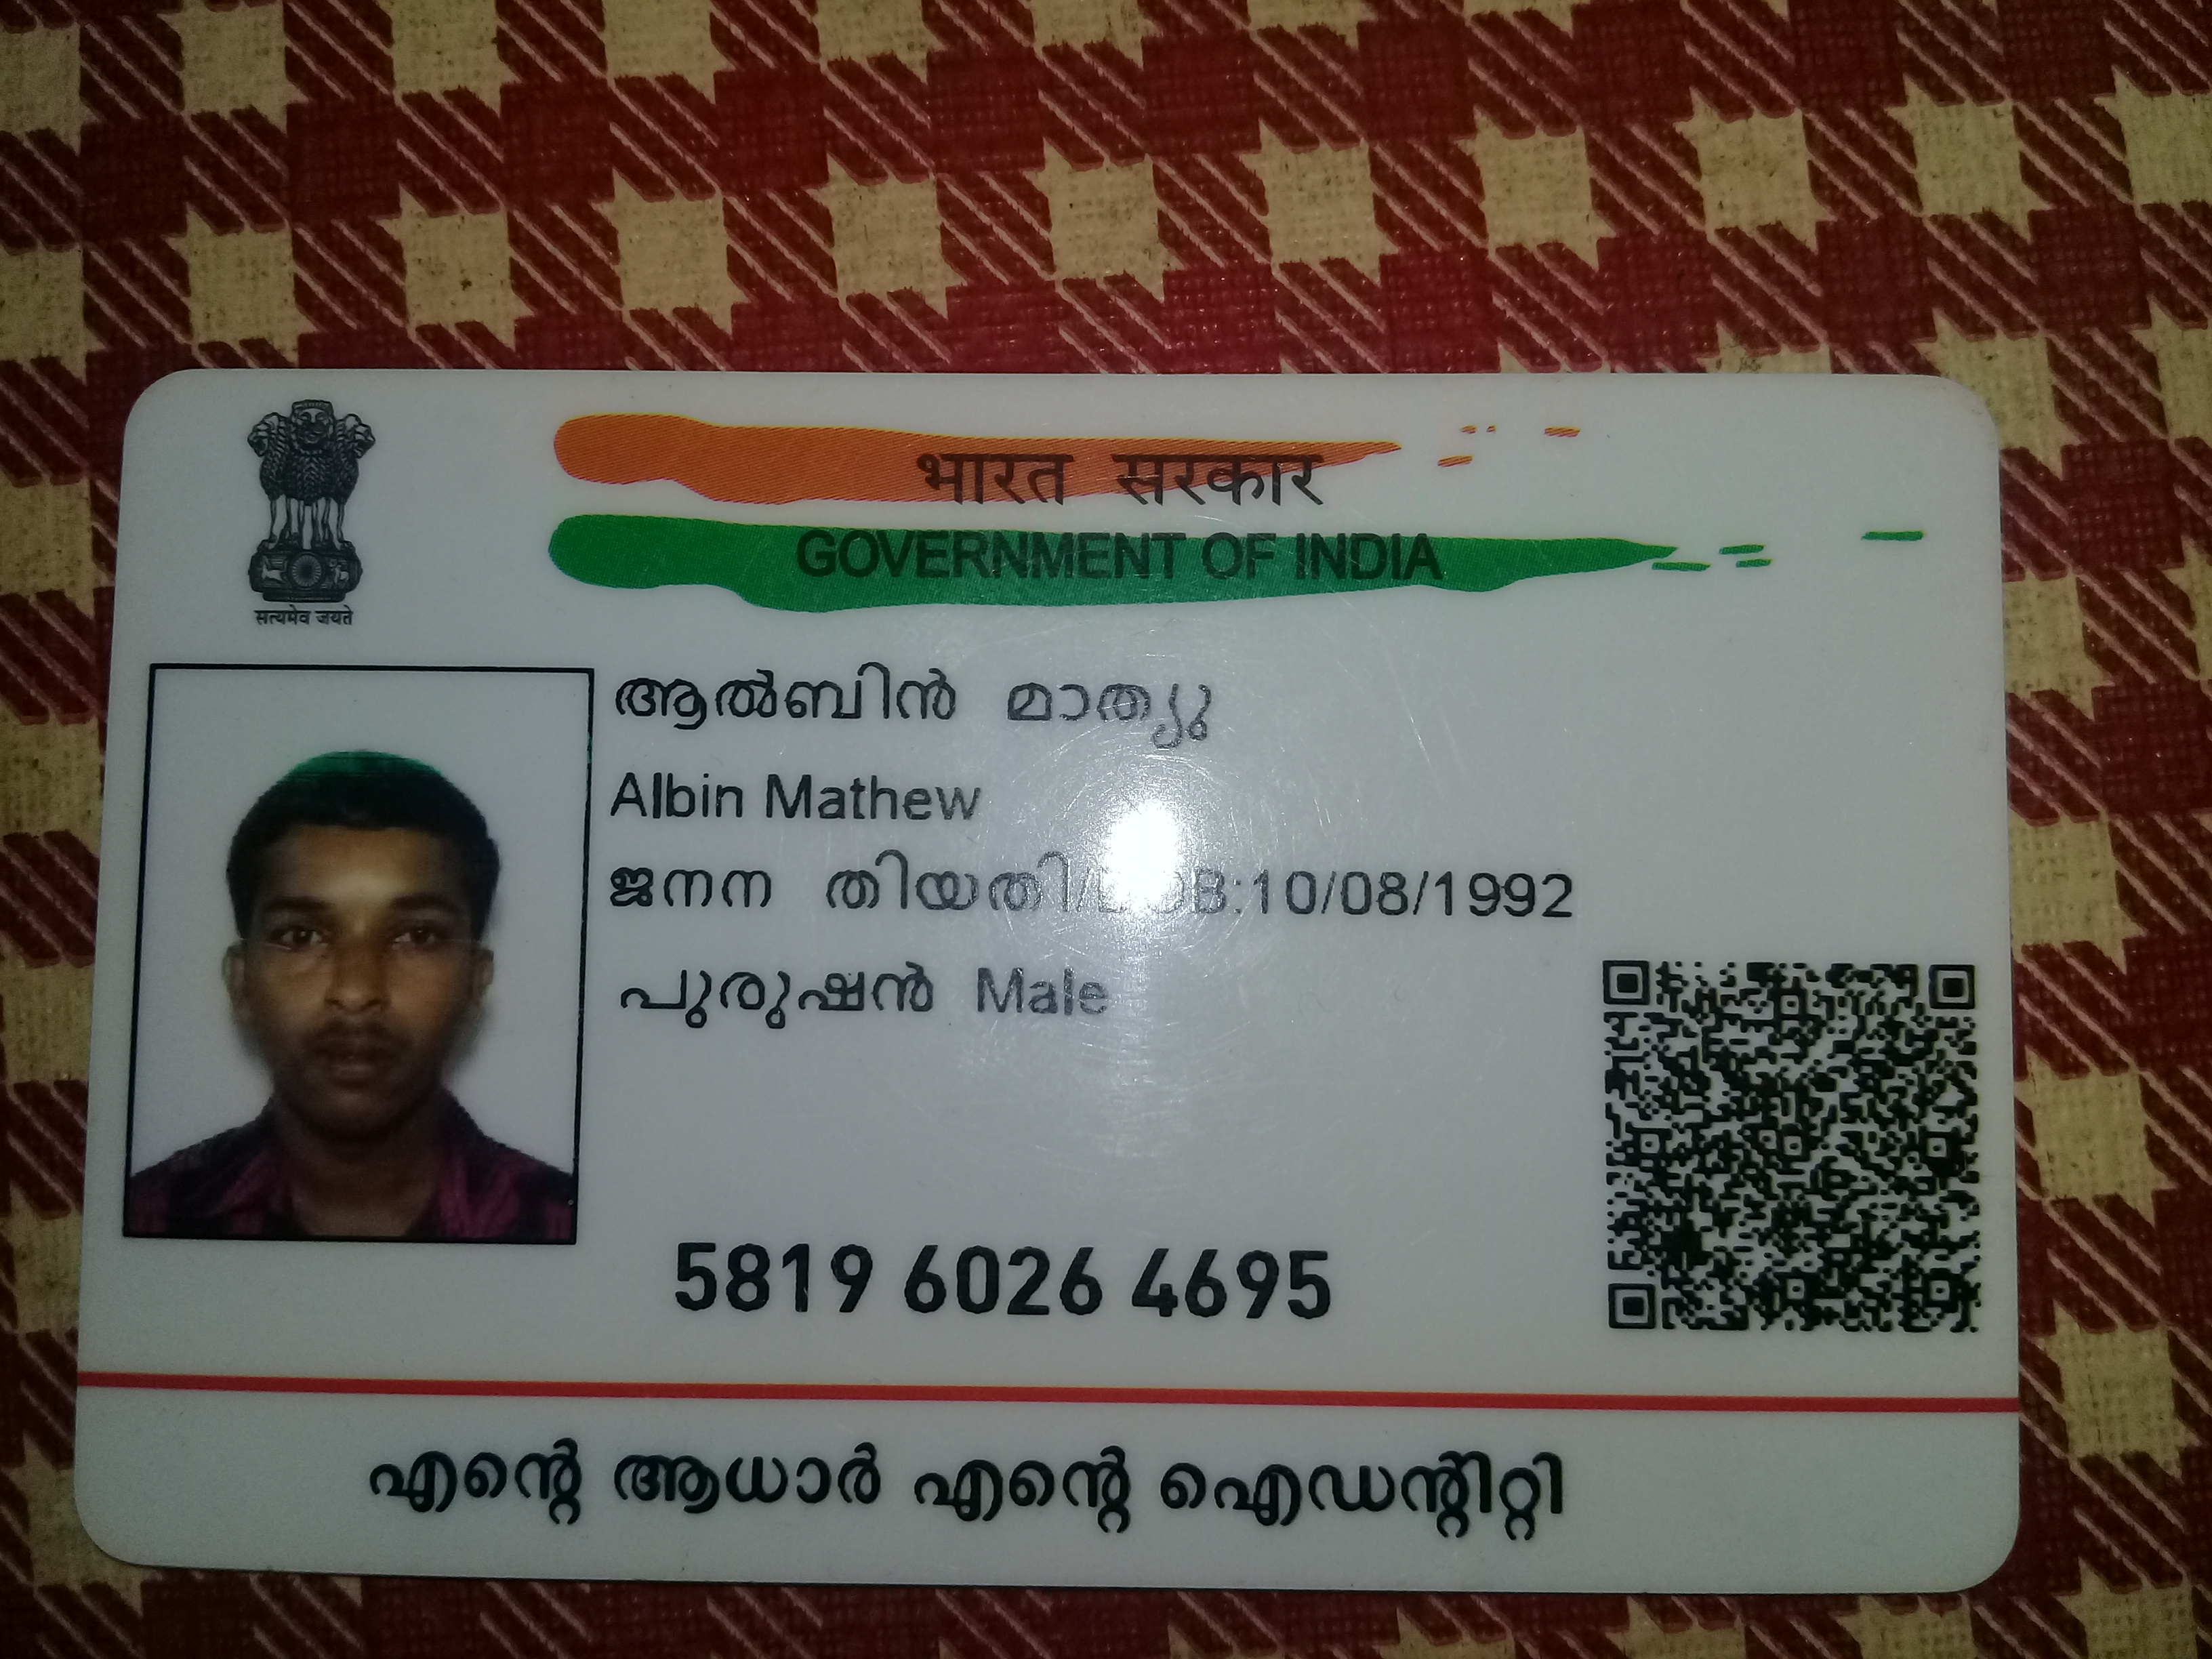 भारत सरकार
GOVERNMENT OF INDIA
सत्यमेव जयते
ആൽബിൻ മാത്യു
Albin Mathew
ജനന തിയതി/DOB:10/08/1992
പുരുഷൻ Male
5819 6026 4695
എന്റെ ആധാർ എന്റെ ഐഡന്റിറ്റി